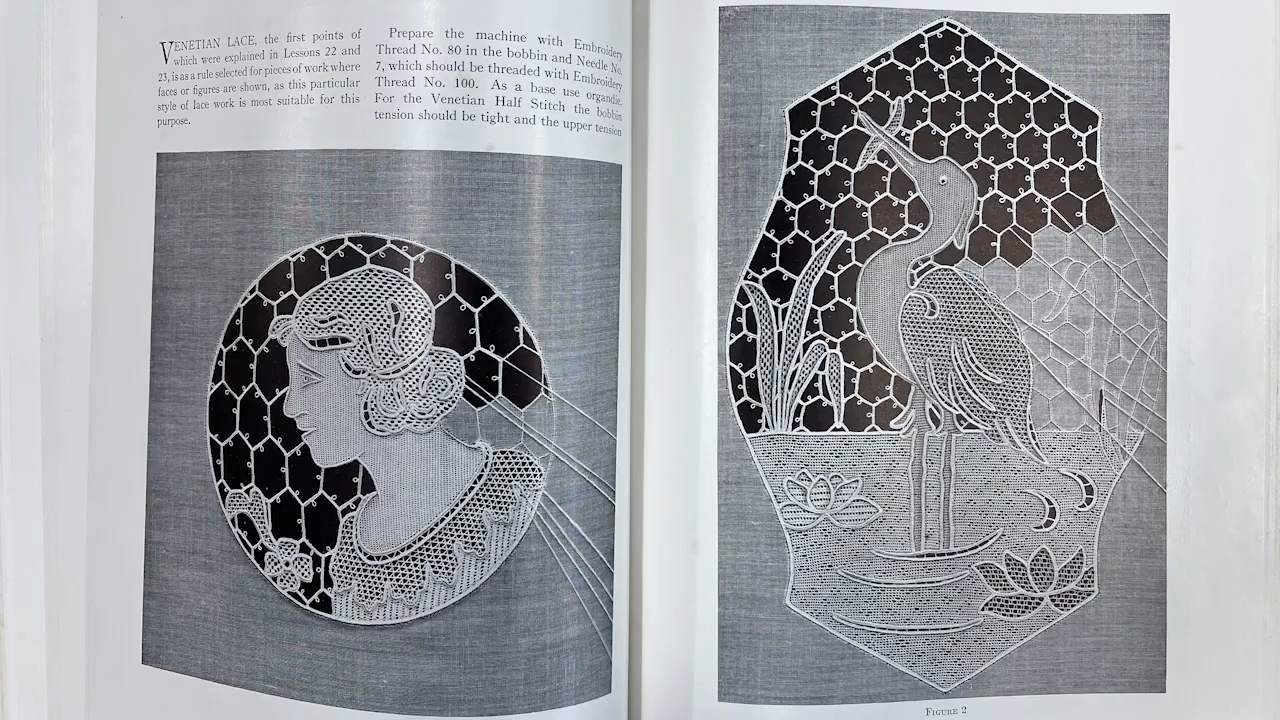 VENETIAN LACE, the first points of
which were explained in Lessons 22 and
23, is as a rule selected for pieces of work where
faces or figures are shown, as this particular
style of lace work is most suitable for this
purpose.
Prepare the machine with Embroidery
Thread No. 80 in the bobbin and Needle No.
7, which should be threaded with Embroidery
Thread No. 100. As a base use organdie.
For the Venetian Half Stitch the bobbin
tension should be tight and the upper tension
FIGURE 2